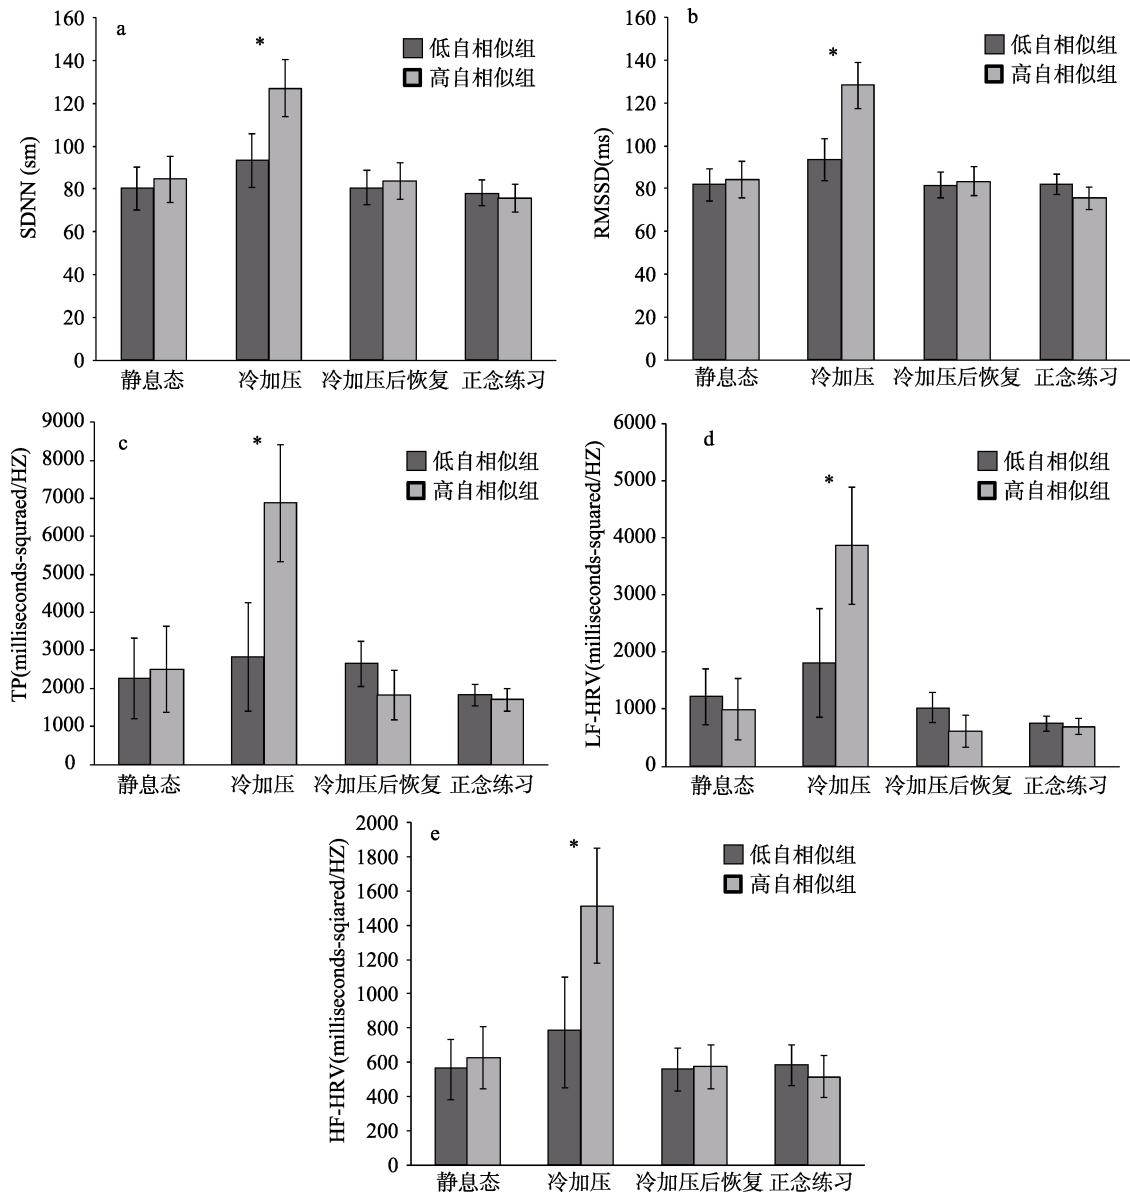 a
SDNN (sm)
160
140
120
100
80
60
40
20
0
*
低自相似组
高自相似组
静息态 冷加压 冷加压后恢复 正念练习
b
RMSSD(ms)
160
140
120
100
80
60
40
20
0
*
低自相似组
高自相似组
静息态 冷加压 冷加压后恢复 正念练习
c
TP(milliseconds-squraed/HZ)
9000
8000
7000
6000
5000
4000
3000
2000
1000
0
*
低自相似组
高自相似组
静息态 冷加压 冷加压后恢复 正念练习
d
LF-HRV(milliseconds-squared/HZ)
6000
5000
4000
3000
2000
1000
0
*
低自相似组
高自相似组
静息态 冷加压 冷加压后恢复 正念练习
e
HF-HRV(milliseconds-sqiared/HZ)
2000
1800
1600
1400
1200
1000
800
600
400
200
0
*
低自相似组
高自相似组
静息态 冷加压 冷加压后恢复 正念练习